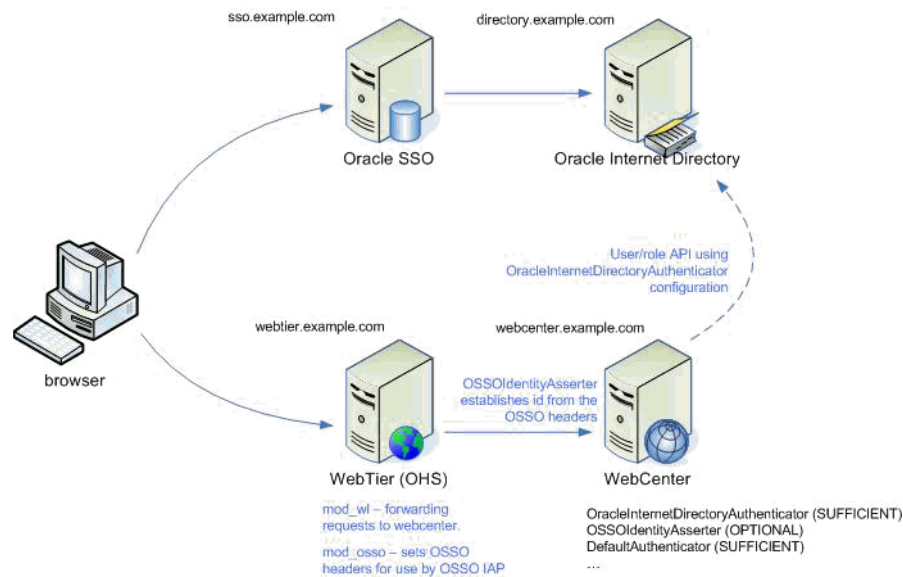 sso.example.com
directory.example.com
Oracle SSO
Oracle Internet Directory
User/role API using
OracleInternetDirectoryAuthenticator
configuration
browser
webtier.example.com
webcenter.example.com
OSSOIdentityAsserter
establishes id from the
OSSO headers
WebTier (OHS)
WebCenter
mod_wl – forwarding
requests to webcenter.
mod_osso – sets OSSO
headers for use by OSSO IAP
OracleInternetDirectoryAuthenticator (SUFFICIENT)
OSSOIdentityAsserter (OPTIONAL)
DefaultAuthenticator (SUFFICIENT)
...